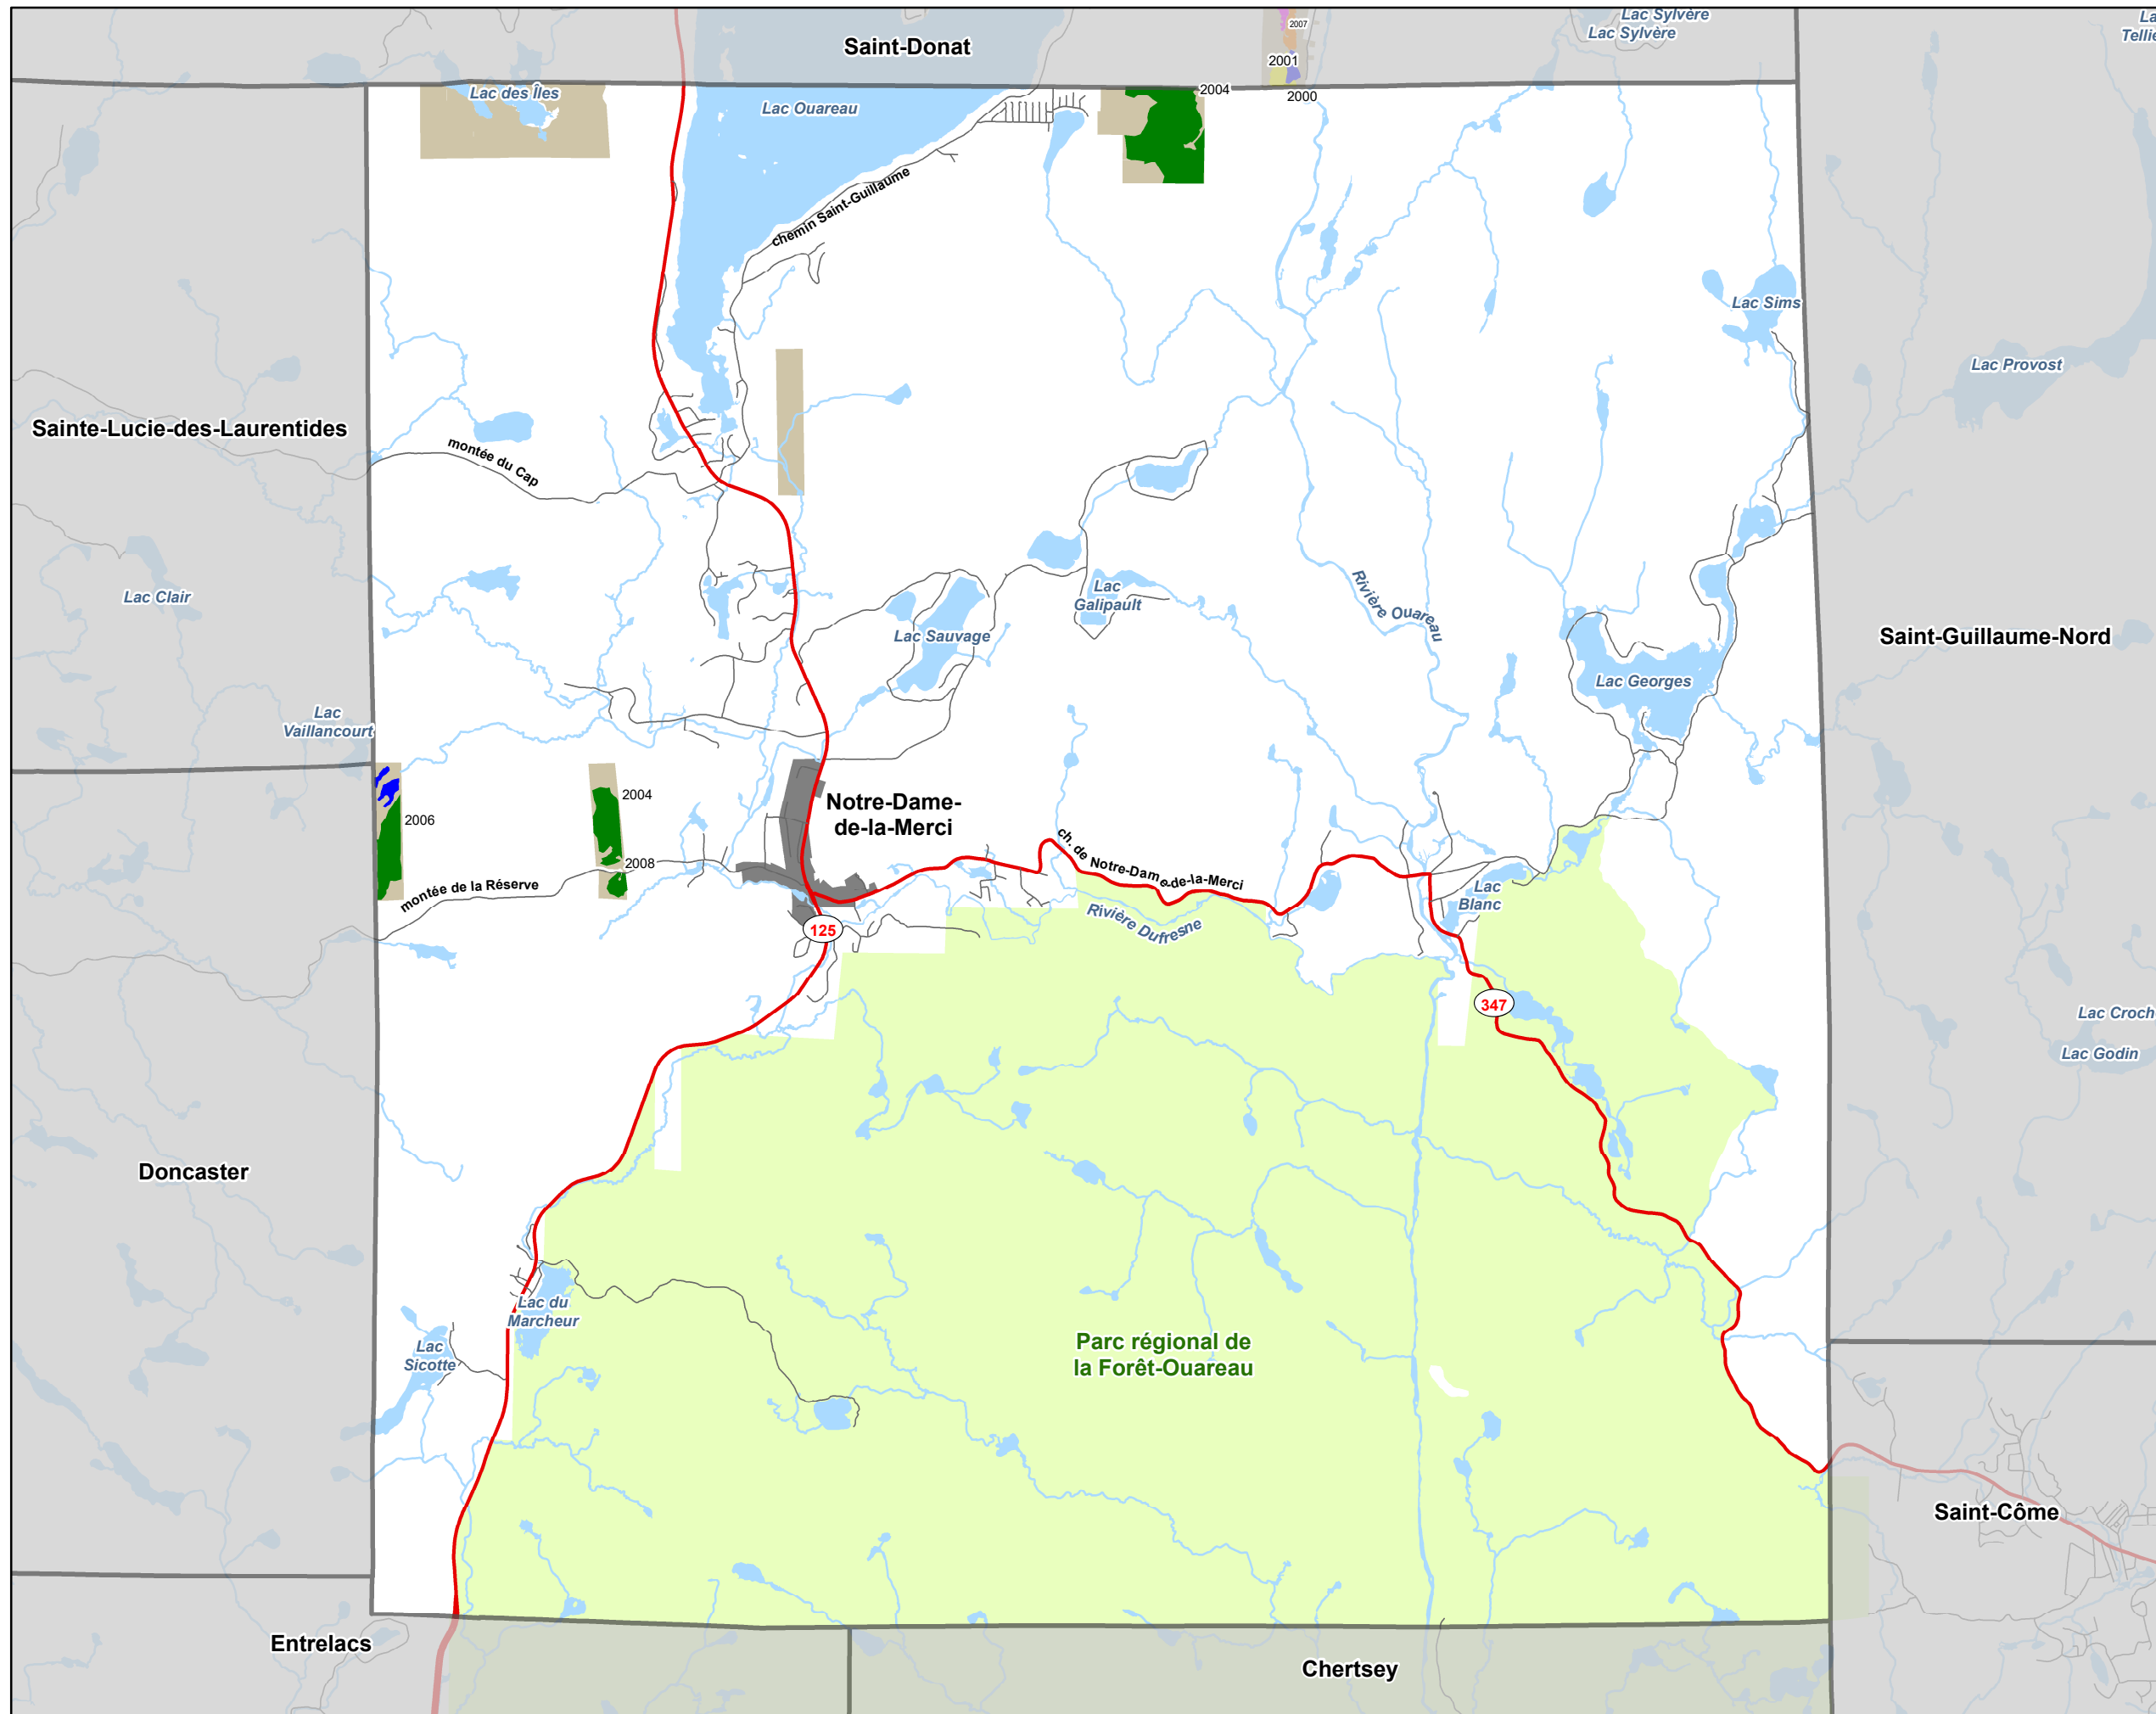 Lac Sylvère
Lac Sylvère
2007
Saint-Donat
2001
Lac des Îles
Lac Ouareau
2004
2000
chemin Saint-Guillaume
Lac Sims
Lac Provost
Sainte-Lucie-des-Laurentides
montée du Cap
Lac Clair
Lac
Galipault
Rivière Ouareau
Lac Sauvage
Saint-Guillaume-Nord
Lac Georges
Lac
Vaillancourt
2004
2006
Notre-Dame-
de-la-Merci
2008
ch. de Notre-Dame-de-la-Merci
montée de la Réserve
Lac
Blanc
Rivière Dufresne
125
347
Lac Croch
Lac Godin
Doncaster
Lac du
Marcheur
Lac
Sicotte
Parc régional de
la Forêt-Ouareau
Saint-Côme
Entrelacs
Chertsey